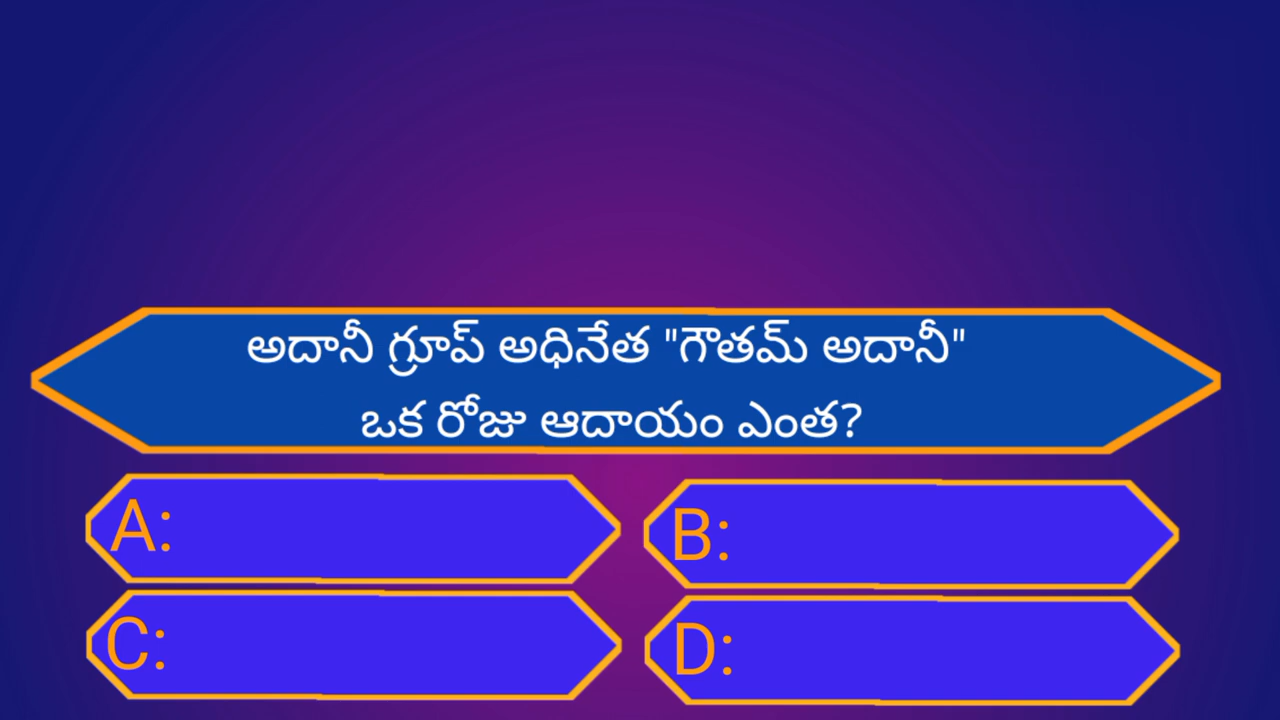 అదానీ గ్రూప్ అధినేత "గౌతమ్ అదానీ"
ఒక రోజు ఆదాయం ఎంత?
A:
B:
C:
D: